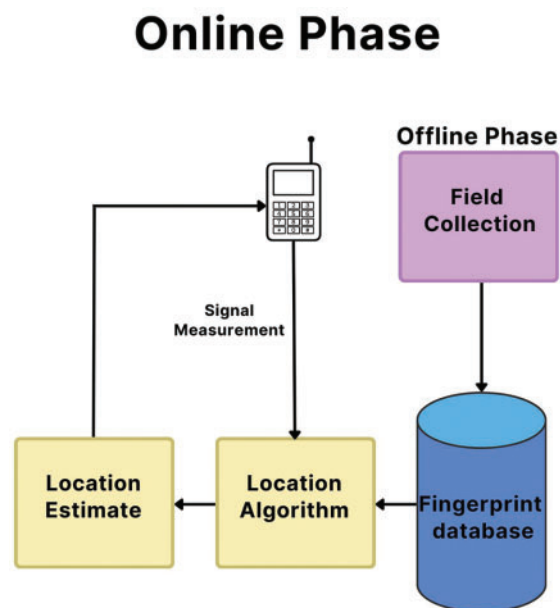 Online Phase
Offline Phase
Field
Collection
Signal
Measurement
Location
Estimate
Location
Algorithm
Fingerprint
database